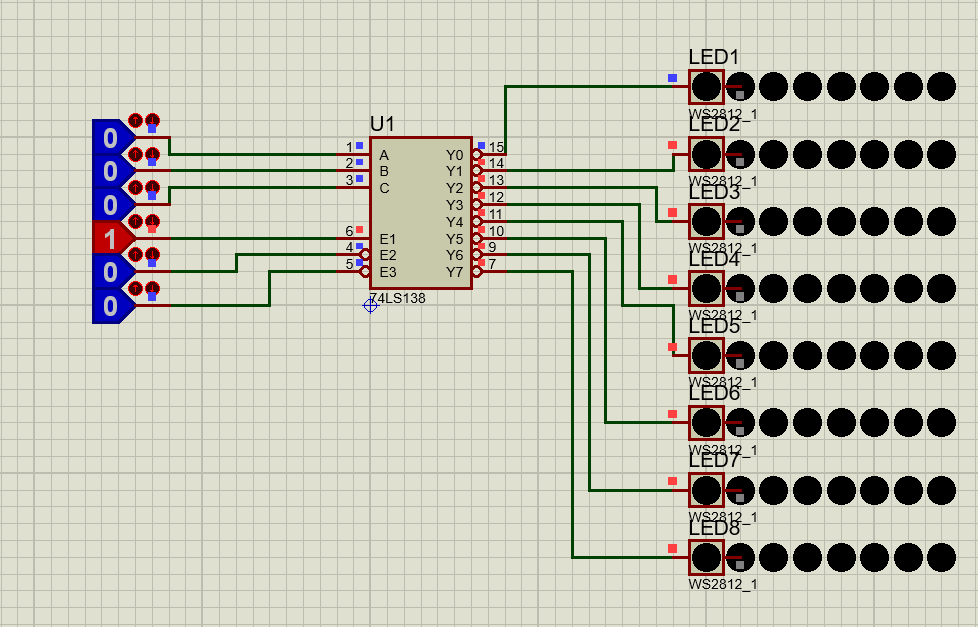 0
0
0
1
0
0
U1
1 A Y0 15
2 B Y1 14
3 C Y2 13
Y3 12
Y4 11
6 E1 Y5 10
4 E2 Y6 9
5 E3 Y7 7
74LS138
LED1
WS2812_1
LED2
WS2812_1
LED3
WS2812_1
LED4
WS2812_1
LED5
WS2812_1
LED6
WS2812_1
LED7
WS2812_1
LED8
WS2812_1